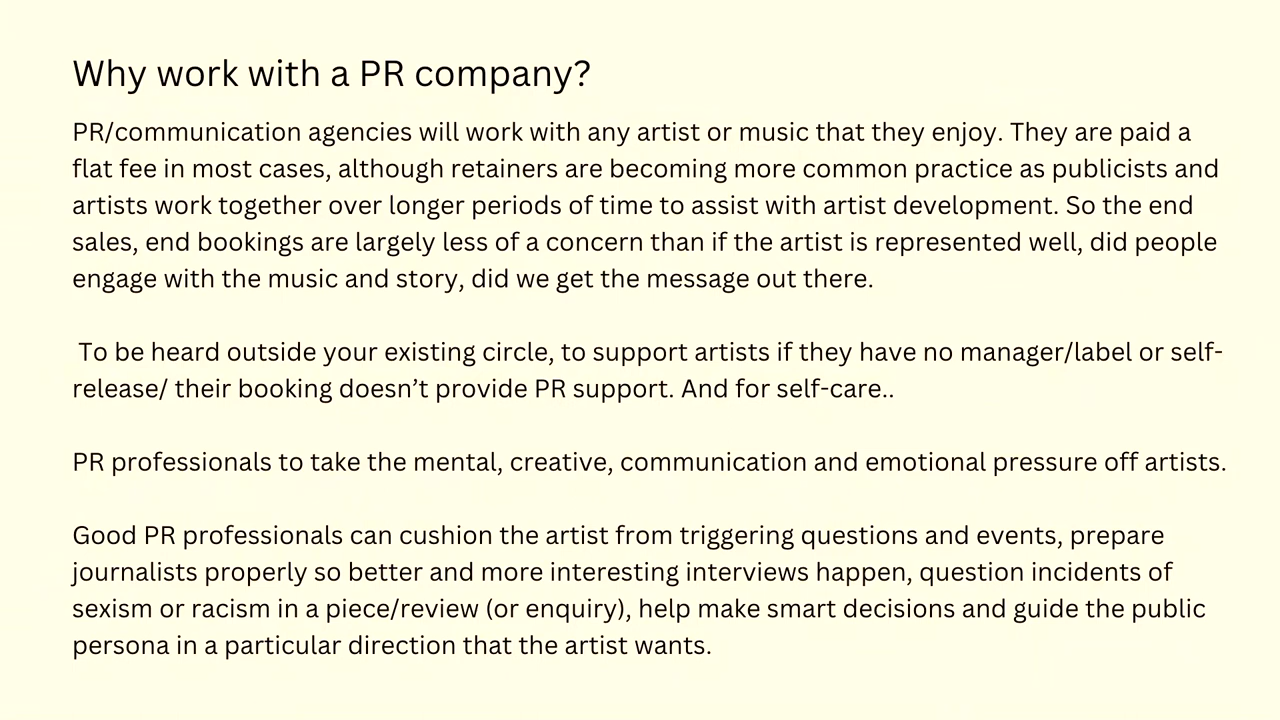 Why work with a PR company?
PR/communication agencies will work with any artist or music that they enjoy. They are paid a
flat fee in most cases, although retainers are becoming more common practice as publicists and
artists work together over longer periods of time to assist with artist development. So the end
sales, end bookings are largely less of a concern than if the artist is represented well, did people
engage with the music and story, did we get the message out there.
To be heard outside your existing circle, to support artists if they have no manager/label or self-
release/ their booking doesn’t provide PR support. And for self-care..
PR professionals to take the mental, creative, communication and emotional pressure off artists.
Good PR professionals can cushion the artist from triggering questions and events, prepare
journalists properly so better and more interesting interviews happen, question incidents of
sexism or racism in a piece/review (or enquiry), help make smart decisions and guide the public
persona in a particular direction that the artist wants.